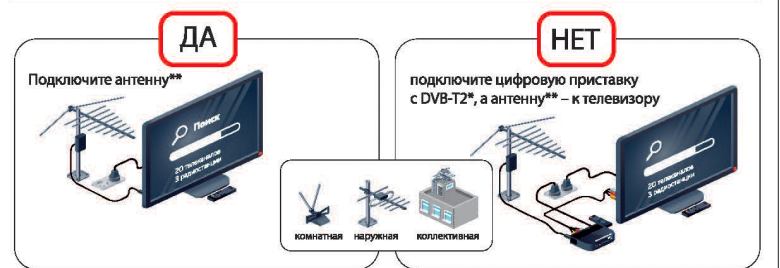 ДА
Подключите антенну**
Поиск
20 телеканалов
3 радиостанции
НЕТ
подключите цифровую приставку
с DVB-T2*, а антенну** – к телевизору
20 телеканалов
3 радиостанции
комнатная
наружная
коллективная